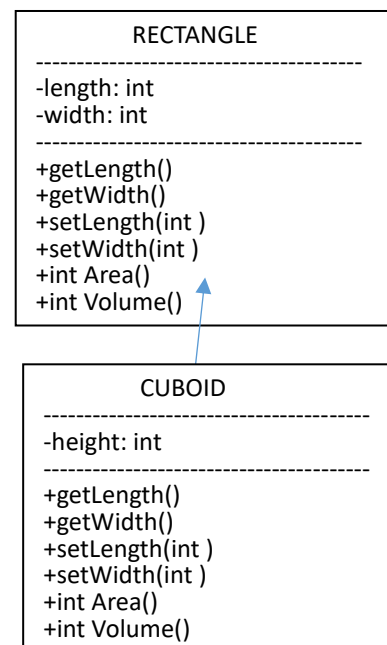 RECTANGLE
----------------------------------------
-length: int
-width: int
----------------------------------------
+getLength()
+getWidth()
+setLength(int )
+setWidth(int )
+int Area()
+int Volume()
CUBOID
----------------------------------------
-height: int
----------------------------------------
+getLength()
+getWidth()
+setLength(int )
+setWidth(int )
+int Area()
+int Volume()